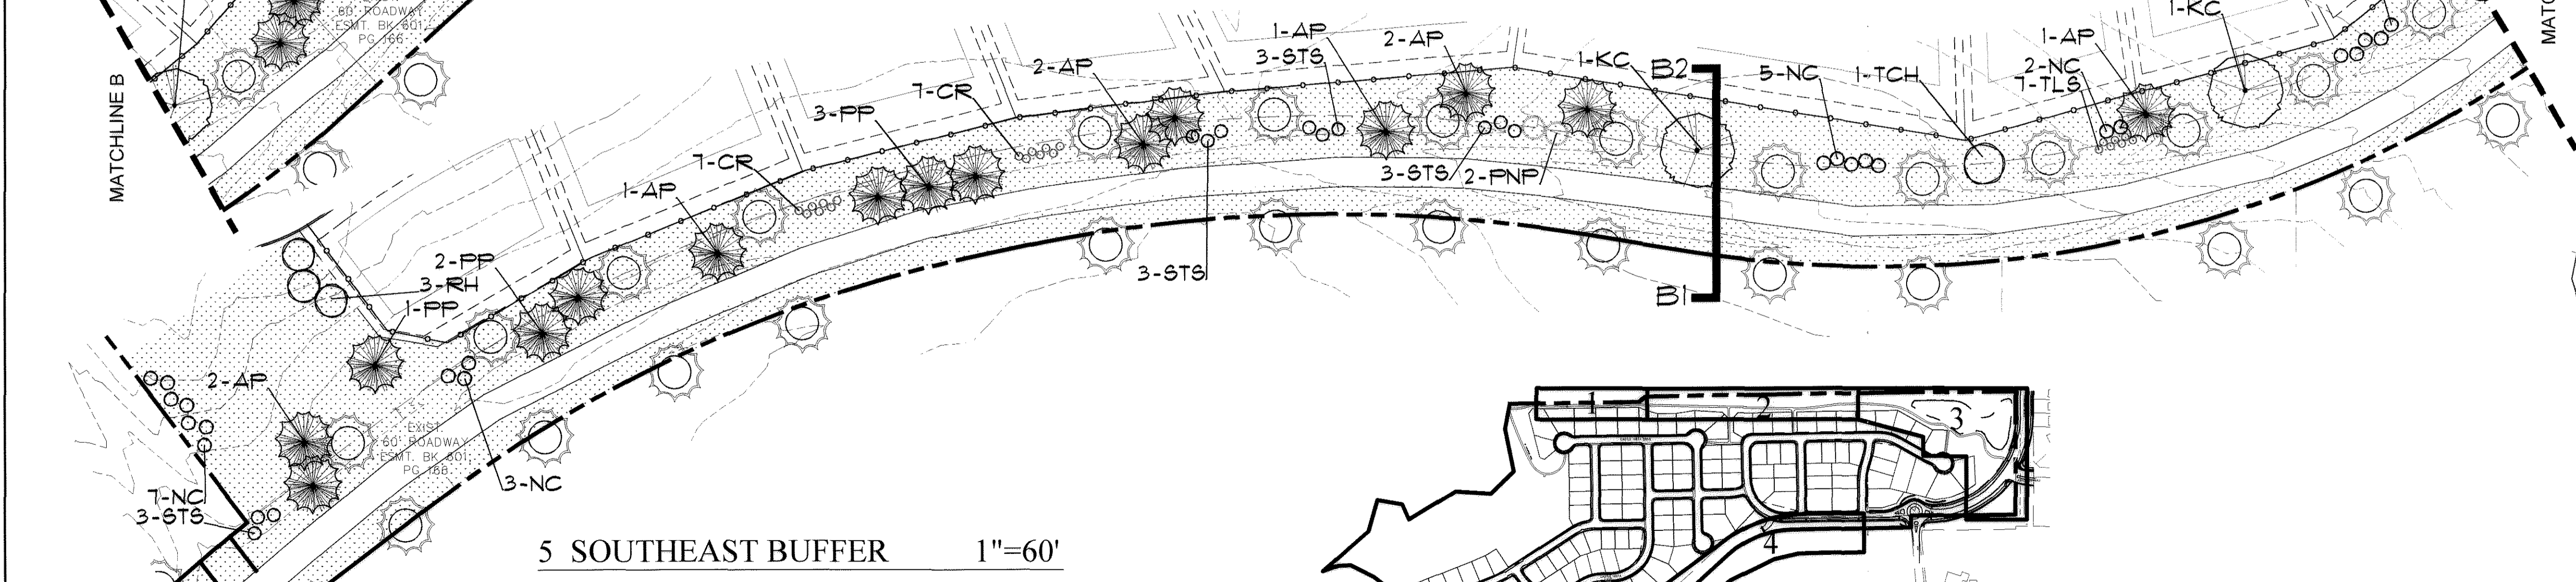 60' ROADWAY
ESMT. BK 601,
PG 166
MATCHLINE B
1-KC
1-AP
3-STS
2-AP
1-AP
2-AP
1-KC
B2
5-NC
1-TCH
2-NC
7-TLS
7-CR
3-PP
7-CR
1-AP
3-STS
2-PNP
2-PP
3-RH
1-PP
3-STS
B1
2-AP
EXIST.
60' ROADWAY
ESMT. BK 601,
PG 166
7-NC
3-STS
3-NC
1
2
3
4
5 SOUTHEAST BUFFER 1"=60'